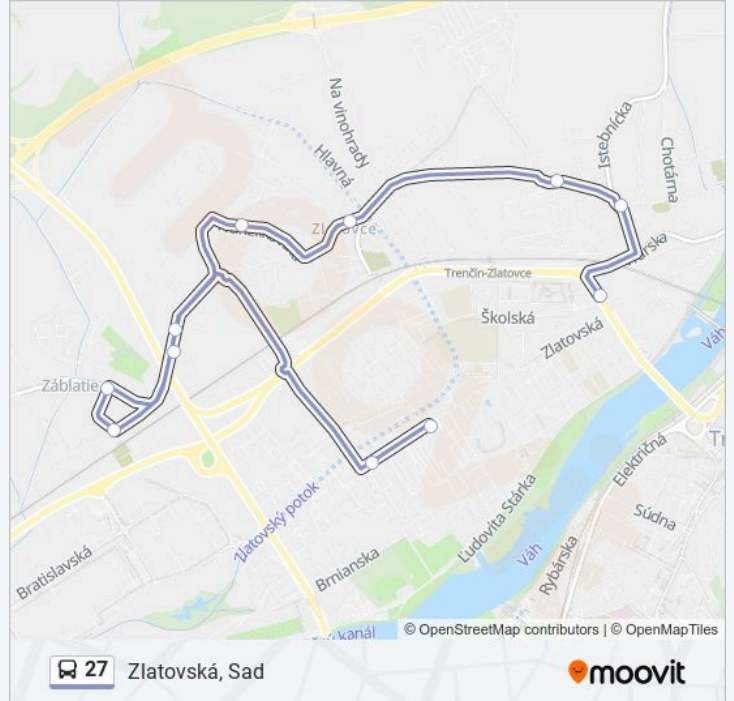 Na vinohrady
Istebnícka
Chotárna
Hlavná
Trenčín-Zlatovce
Školská
Zlatovská
Váh
Záblatie
Električná
Súdna
Ľudovíta Stárka
Zlatovský potok
Váh
Rybárska
Brnianska
Bratislavská
kanál
© OpenStreetMap contributors | © OpenMapTiles
27 Zlatovská, Sad
moovit